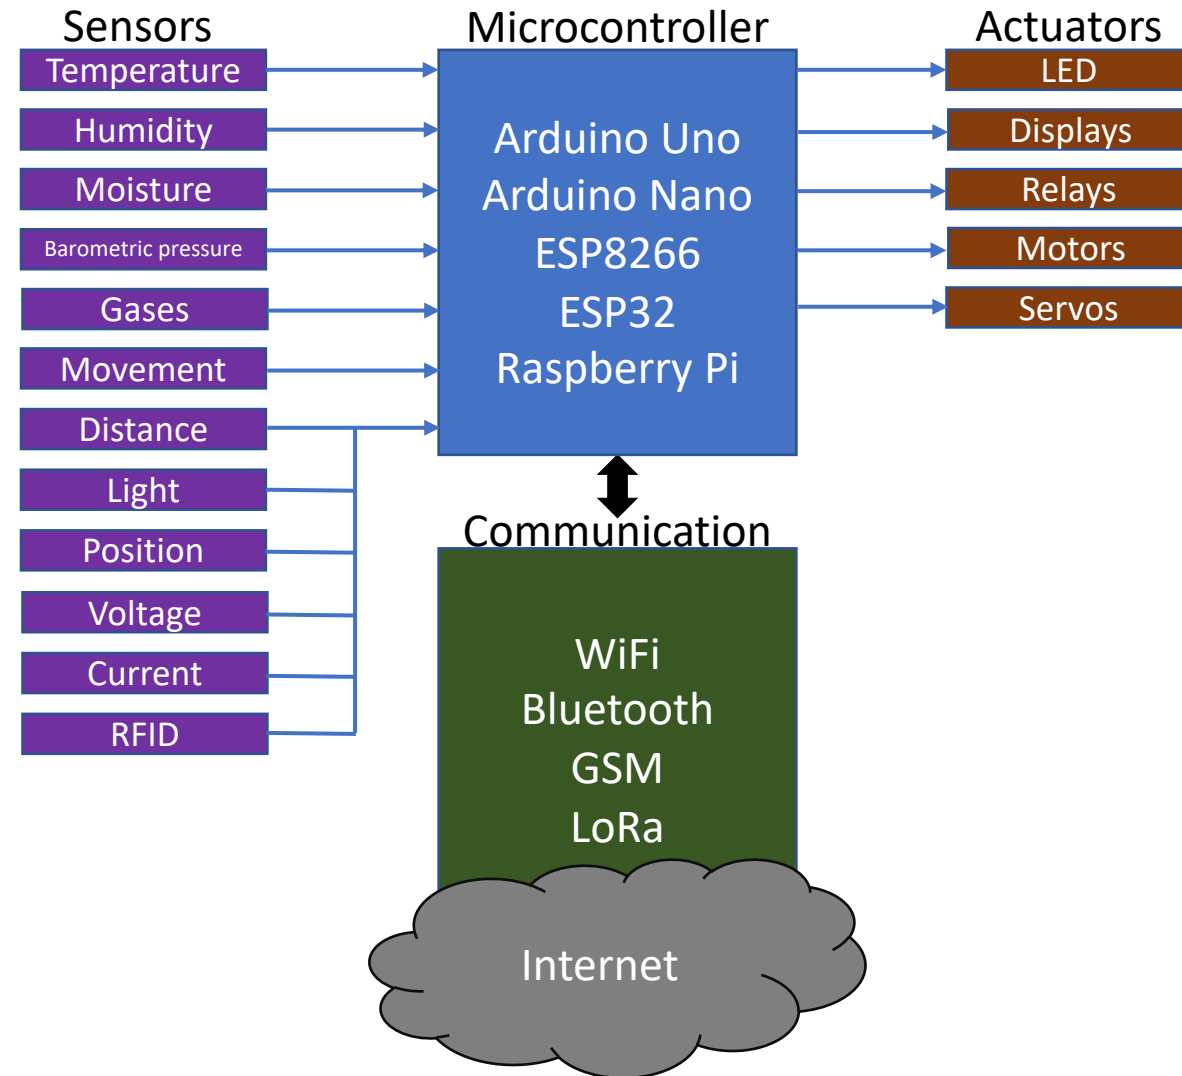 Sensors
Temperature
Humidity
Moisture
Barometric pressure
Gases
Movement
Distance
Light
Position
Voltage
Current
RFID
Microcontroller
Arduino Uno
Arduino Nano
ESP8266
ESP32
Raspberry Pi
Communication
WiFi
Bluetooth
GSM
LoRa
Internet
Actuators
LED
Displays
Relays
Motors
Servos